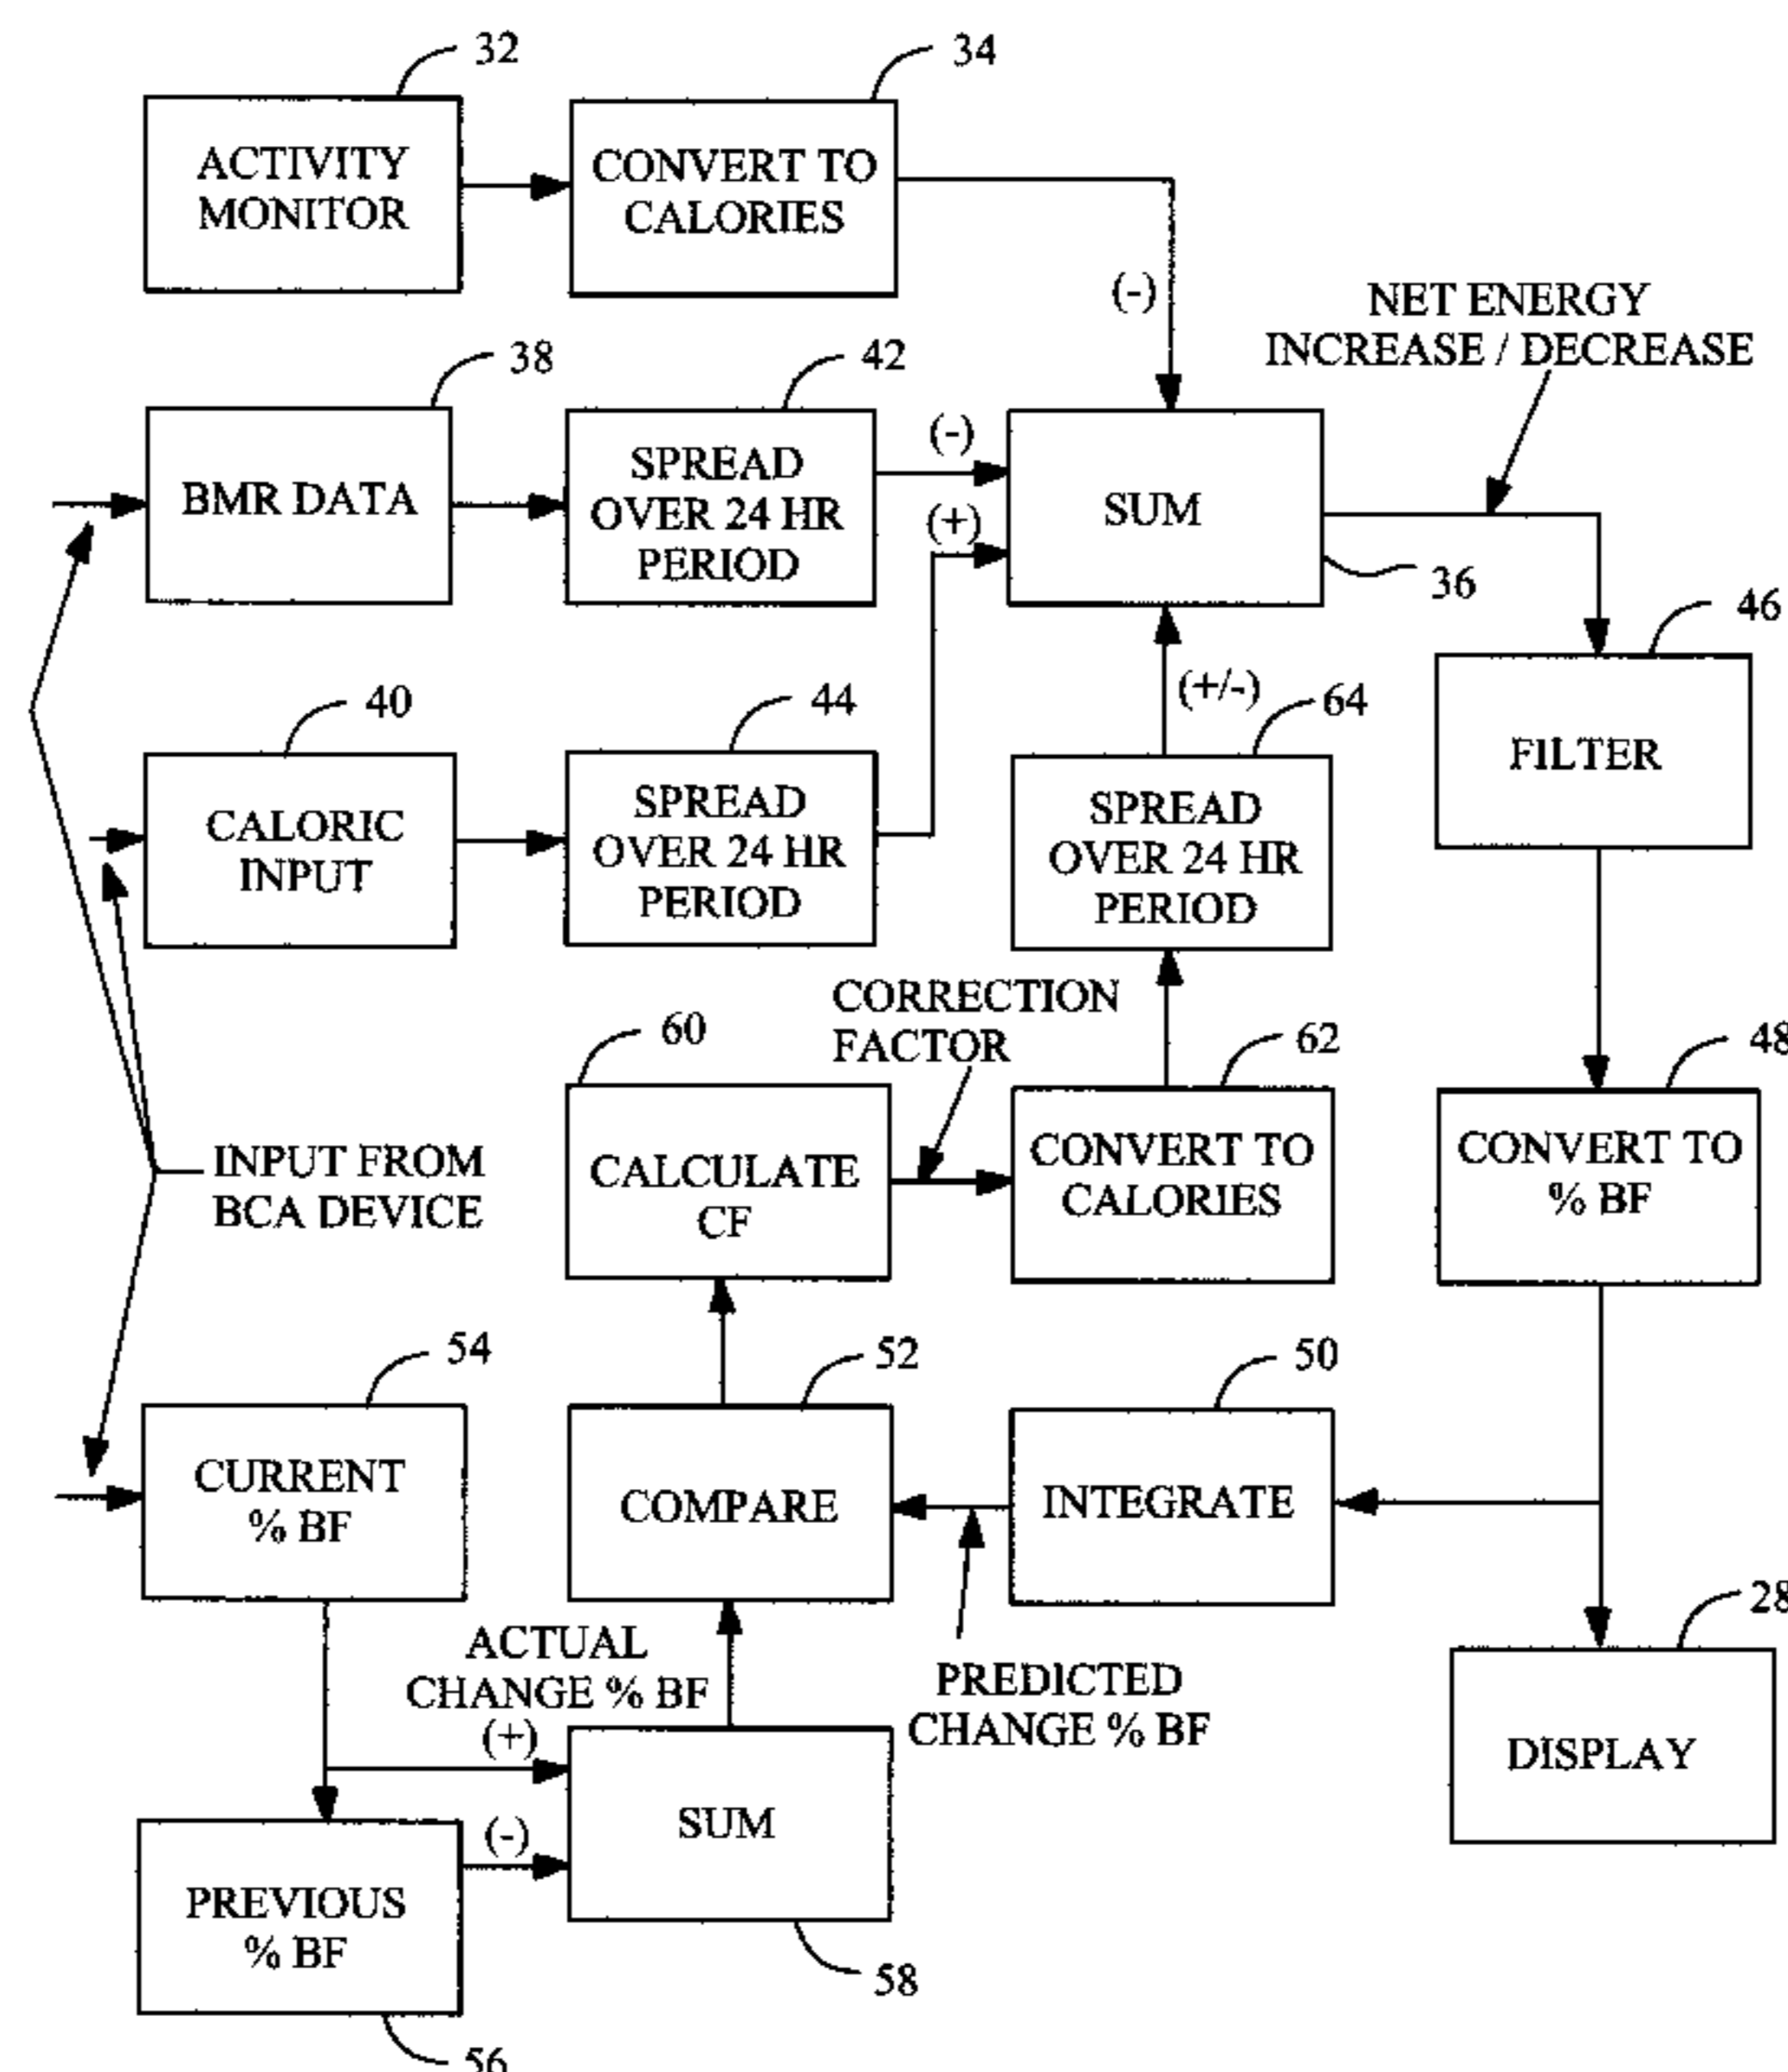 32
34
ACTIVITY
MONITOR
CONVERT TO
CALORIES
(-)
NET ENERGY
INCREASE / DECREASE
38
42
BMR DATA
SPREAD
OVER 24 HR
PERIOD
(-)
(+)
SUM
36
46
40
44
(+/-)
64
CALORIC
INPUT
SPREAD
OVER 24 HR
PERIOD
SPREAD
OVER 24 HR
PERIOD
FILTER
CORRECTION
FACTOR
60
62
48
INPUT FROM
BCA DEVICE
CALCULATE
CF
CONVERT TO
CALORIES
CONVERT TO
% BF
54
52
50
CURRENT
% BF
COMPARE
INTEGRATE
28
ACTUAL
CHANGE % BF
PREDICTED
CHANGE % BF
(+)
(-)
SUM
DISPLAY
PREVIOUS
% BF
58
56